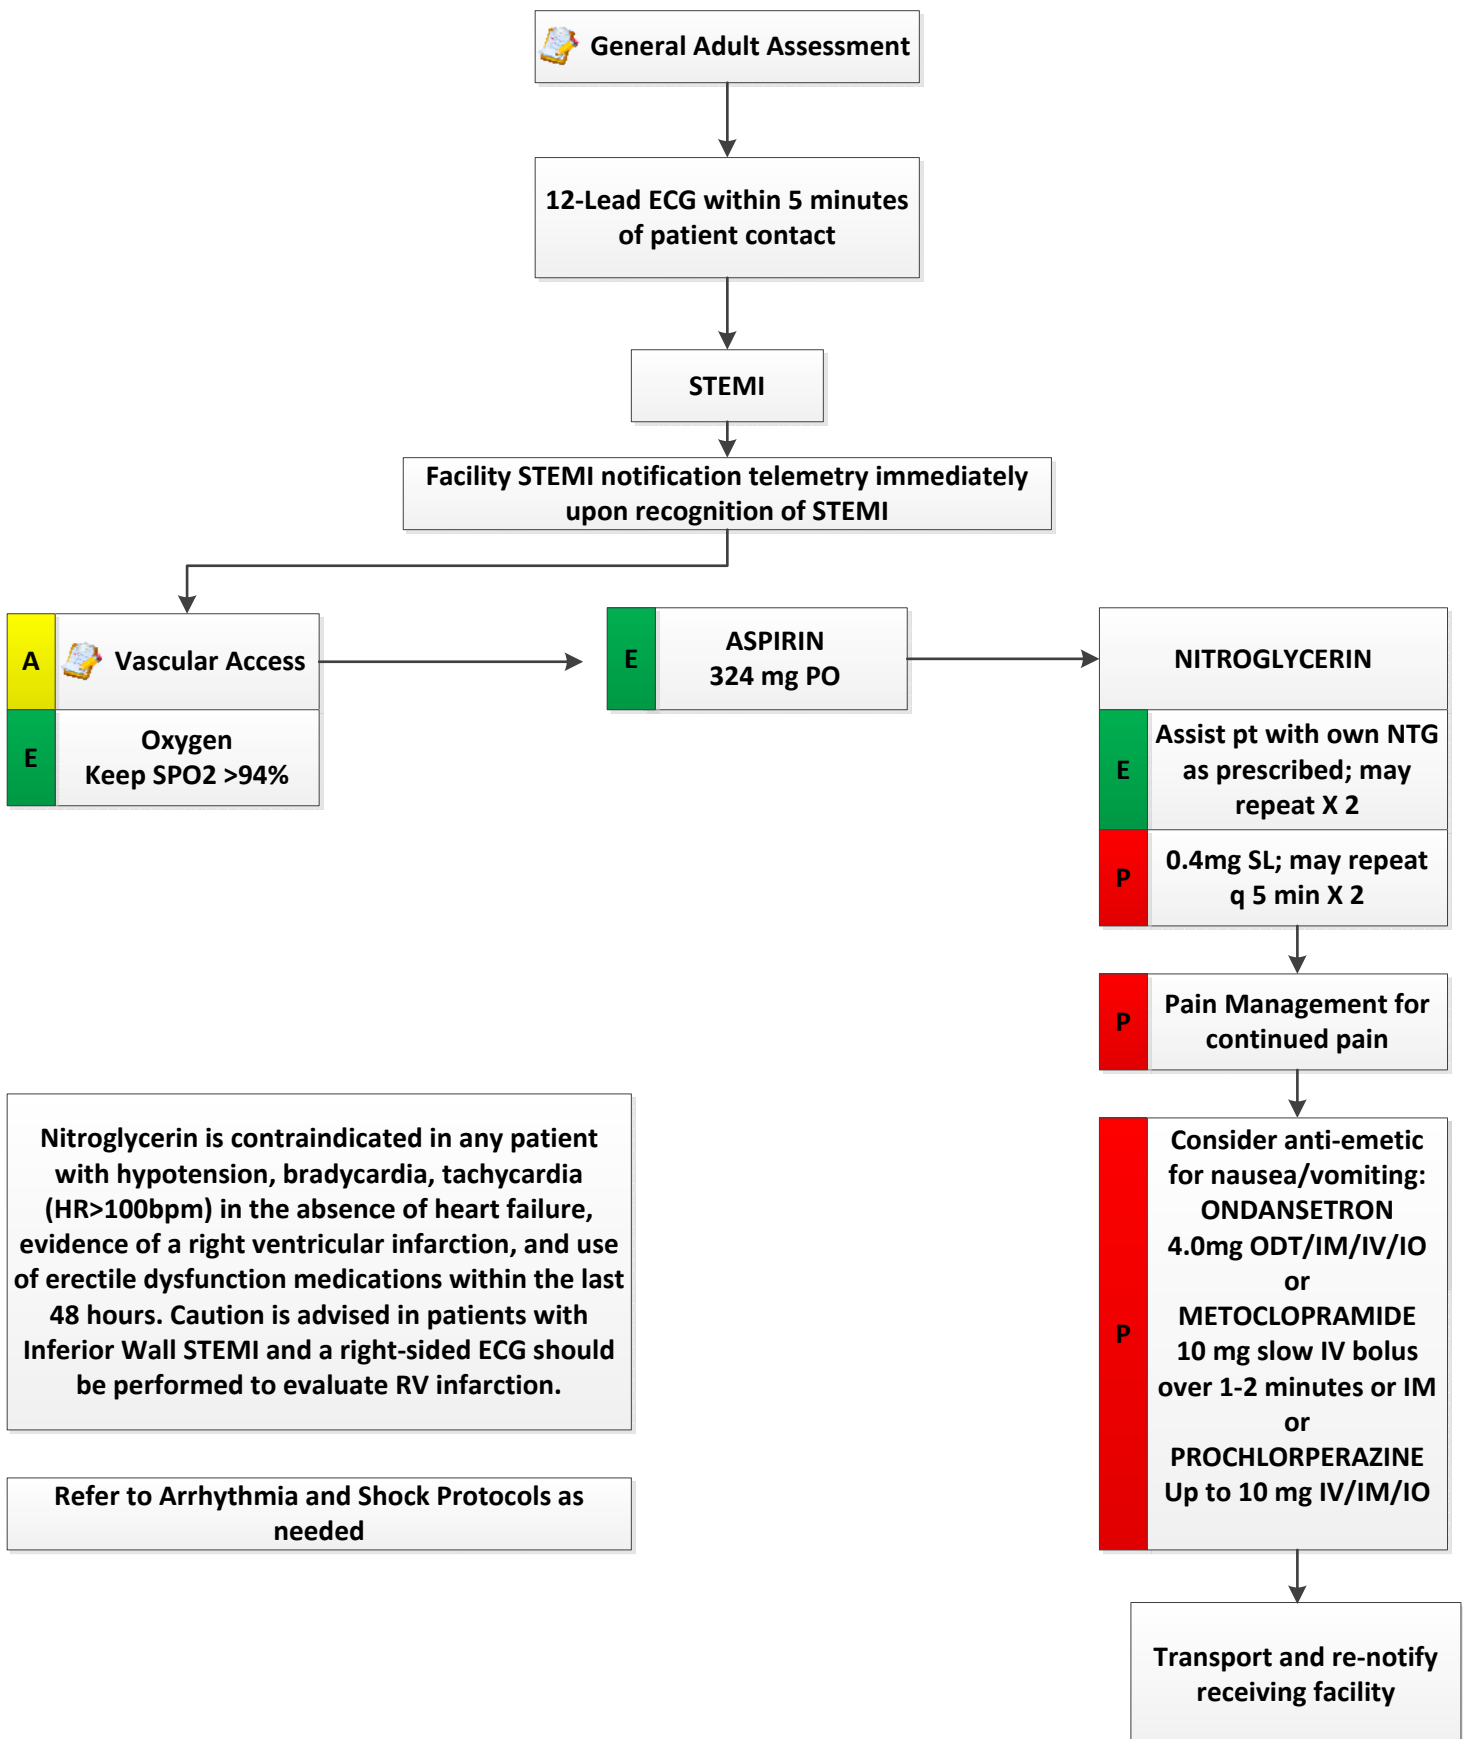 General Adult Assessment
12-Lead ECG within 5 minutes
of patient contact
STEMI
Facility STEMI notification telemetry immediately
upon recognition of STEMI
A
Vascular Access
E
Oxygen
Keep SPO2 >94%
E
ASPIRIN
324 mg PO
NITROGLYCERIN
E
Assist pt with own NTG
as prescribed; may
repeat X 2
P
0.4mg SL; may repeat
q 5 min X 2
P
Pain Management for
continued pain
P
Consider anti-emetic
for nausea/vomiting:
ONDANSETRON
4.0mg ODT/IM/IV/IO
or
METOCLOPRAMIDE
10 mg slow IV bolus
over 1-2 minutes or IM
or
PROCHLORPERAZINE
Up to 10 mg IV/IM/IO
Transport and re-notify
receiving facility
Nitroglycerin is contraindicated in any patient
with hypotension, bradycardia, tachycardia
(HR>100bpm) in the absence of heart failure,
evidence of a right ventricular infarction, and use
of erectile dysfunction medications within the last
48 hours. Caution is advised in patients with
Inferior Wall STEMI and a right-sided ECG should
be performed to evaluate RV infarction.
Refer to Arrhythmia and Shock Protocols as
needed